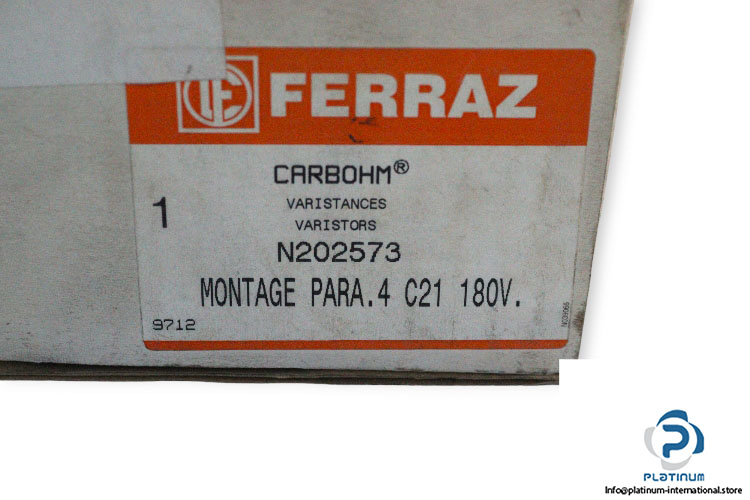 FERRAZ
CARBOHM®
VARISTANCES
1
VARISTORS
N202573
MONTAGE PARA.4 C21 180V.
9712
PLATINUM
Info@platinum-international.store